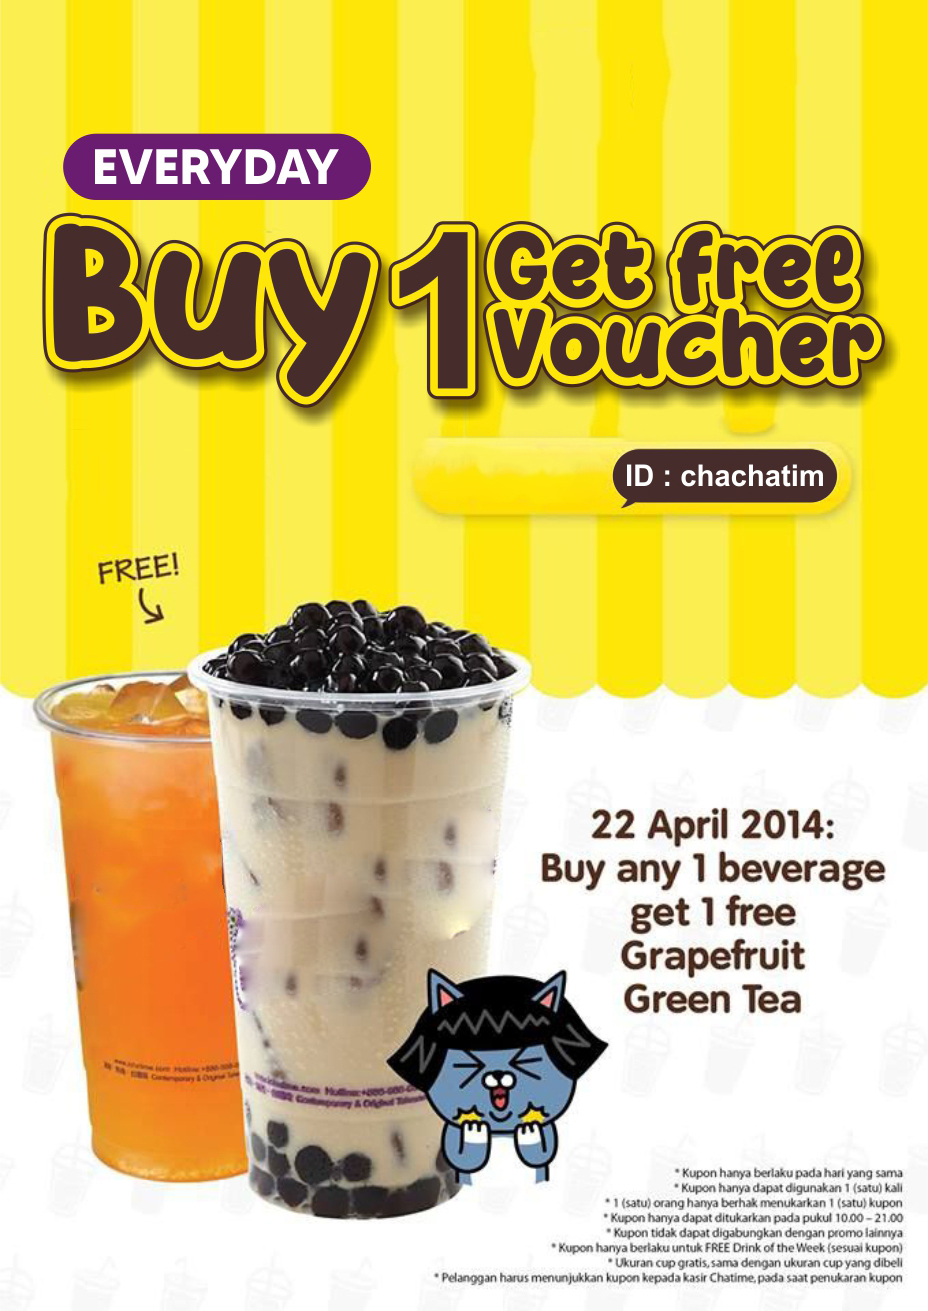 EVERYDAY
Buy 1 Get free
Voucher
ID : chachatim
FREE!
22 April 2014:
Buy any 1 beverage
get 1 free
Grapefruit
Green Tea
Contemporary & Original
Contemporary & Original
* Kupon hanya berlaku pada hari yang sama
* Kupon hanya dapat digunakan 1 (satu) kali
* 1 (satu) orang hanya berhak menukarkan 1 (satu) kupon
* Kupon hanya dapat ditukarkan pada pukul 10.00 – 21.00
* Kupon tidak dapat digabungkan dengan promo lainnya
* Kupon hanya berlaku untuk FREE Drink of the Week (sesuai kupon)
* Ukuran cup gratis, sama dengan ukuran cup yang dibeli
* Pelanggan harus menunjukkan kupon kepada kasir Chatime, pada saat penukaran kupon